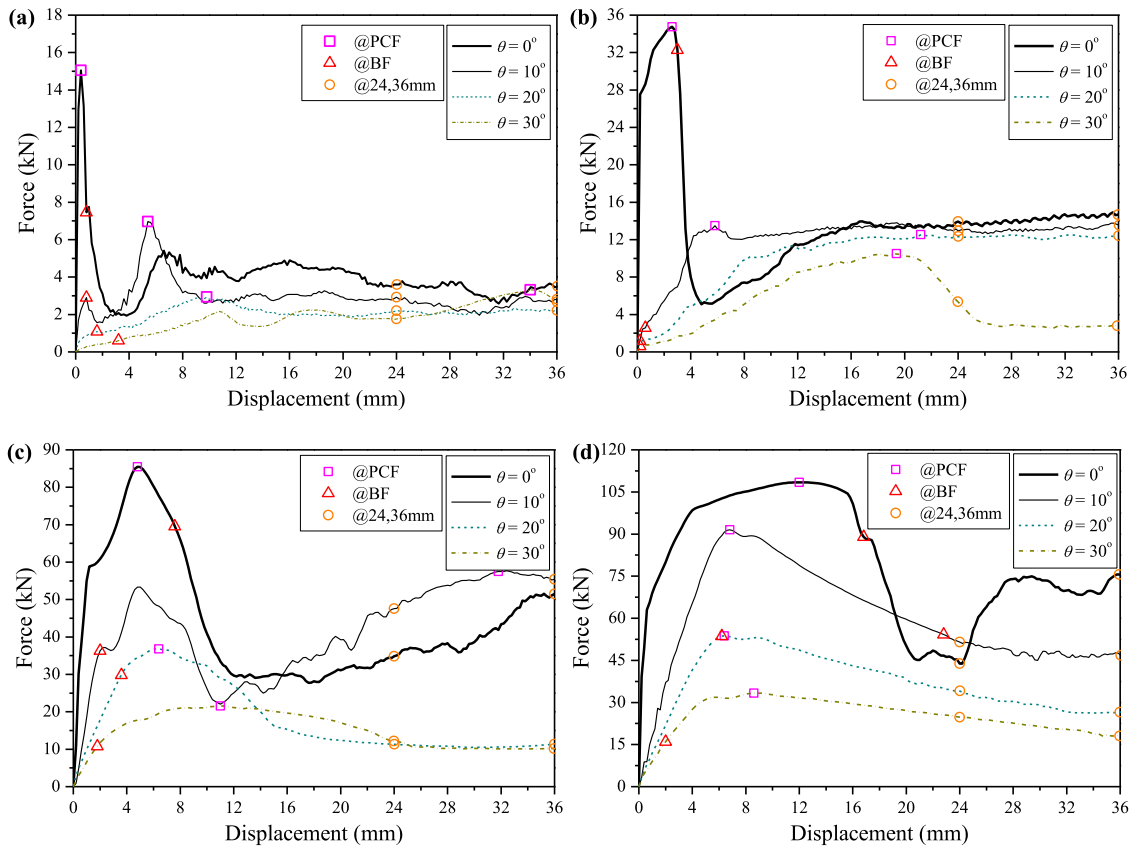 (a)
@PCF
@BF
@24,36mm
θ = 0°
θ = 10°
θ = 20°
θ = 30°
Force (kN)
18
16
14
12
10
8
6
4
2
0
0 4 8 12 16 20 24 28 32 36
Displacement (mm)
(b)
@PCF
@BF
@24,36mm
θ = 0°
θ = 10°
θ = 20°
θ = 30°
Force (kN)
36
32
28
24
20
16
12
8
4
0
0 4 8 12 16 20 24 28 32 36
Displacement (mm)
(c)
@PCF
@BF
@24,36mm
θ = 0°
θ = 10°
θ = 20°
θ = 30°
Force (kN)
90
80
70
60
50
40
30
20
10
0
0 4 8 12 16 20 24 28 32 36
Displacement (mm)
(d)
@PCF
@BF
@24,36mm
θ = 0°
θ = 10°
θ = 20°
θ = 30°
Force (kN)
120
105
90
75
60
45
30
15
0
0 4 8 12 16 20 24 28 32 36
Displacement (mm)